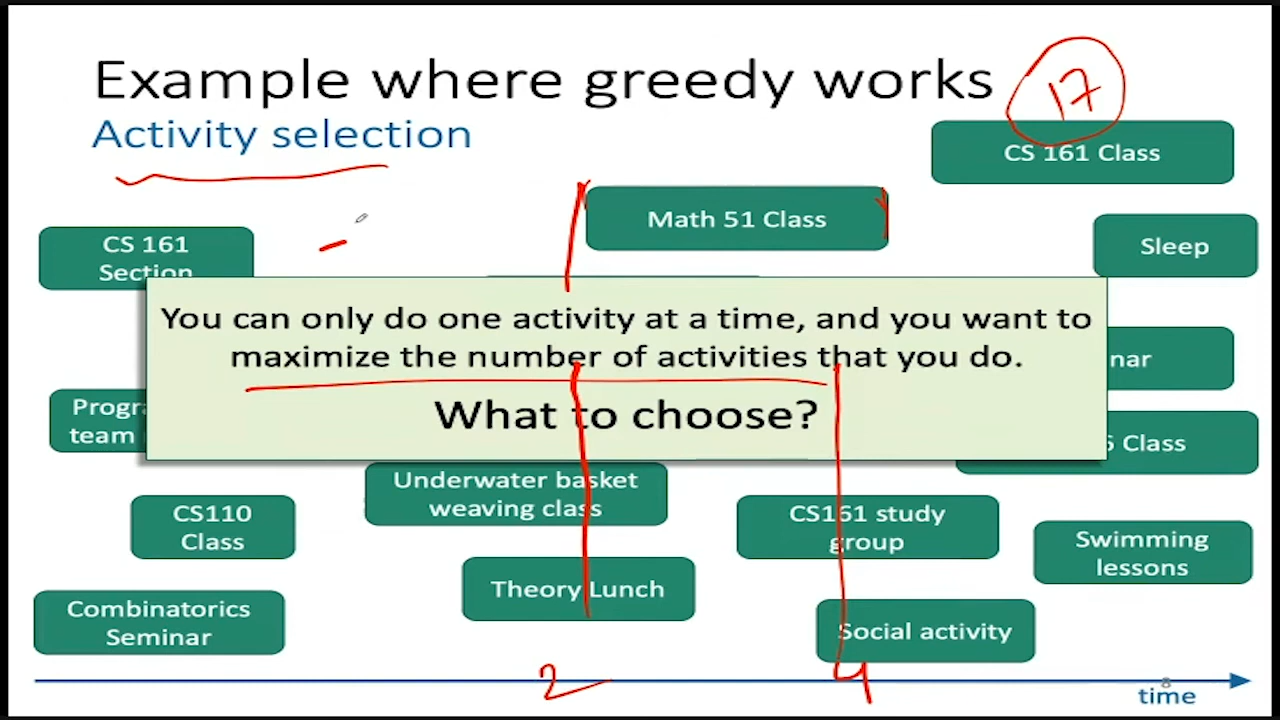 Example where greedy works
17
Activity selection
CS 161 Class
Math 51 Class
CS 161
Section
Sleep
You can only do one activity at a time, and you want to
maximize the number of activities that you do.
What to choose?
Underwater basket
weaving class
CS110
Class
CS161 study
group
Swimming
lessons
Theory Lunch
Combinatorics
Seminar
Social activity
2
4
8
time